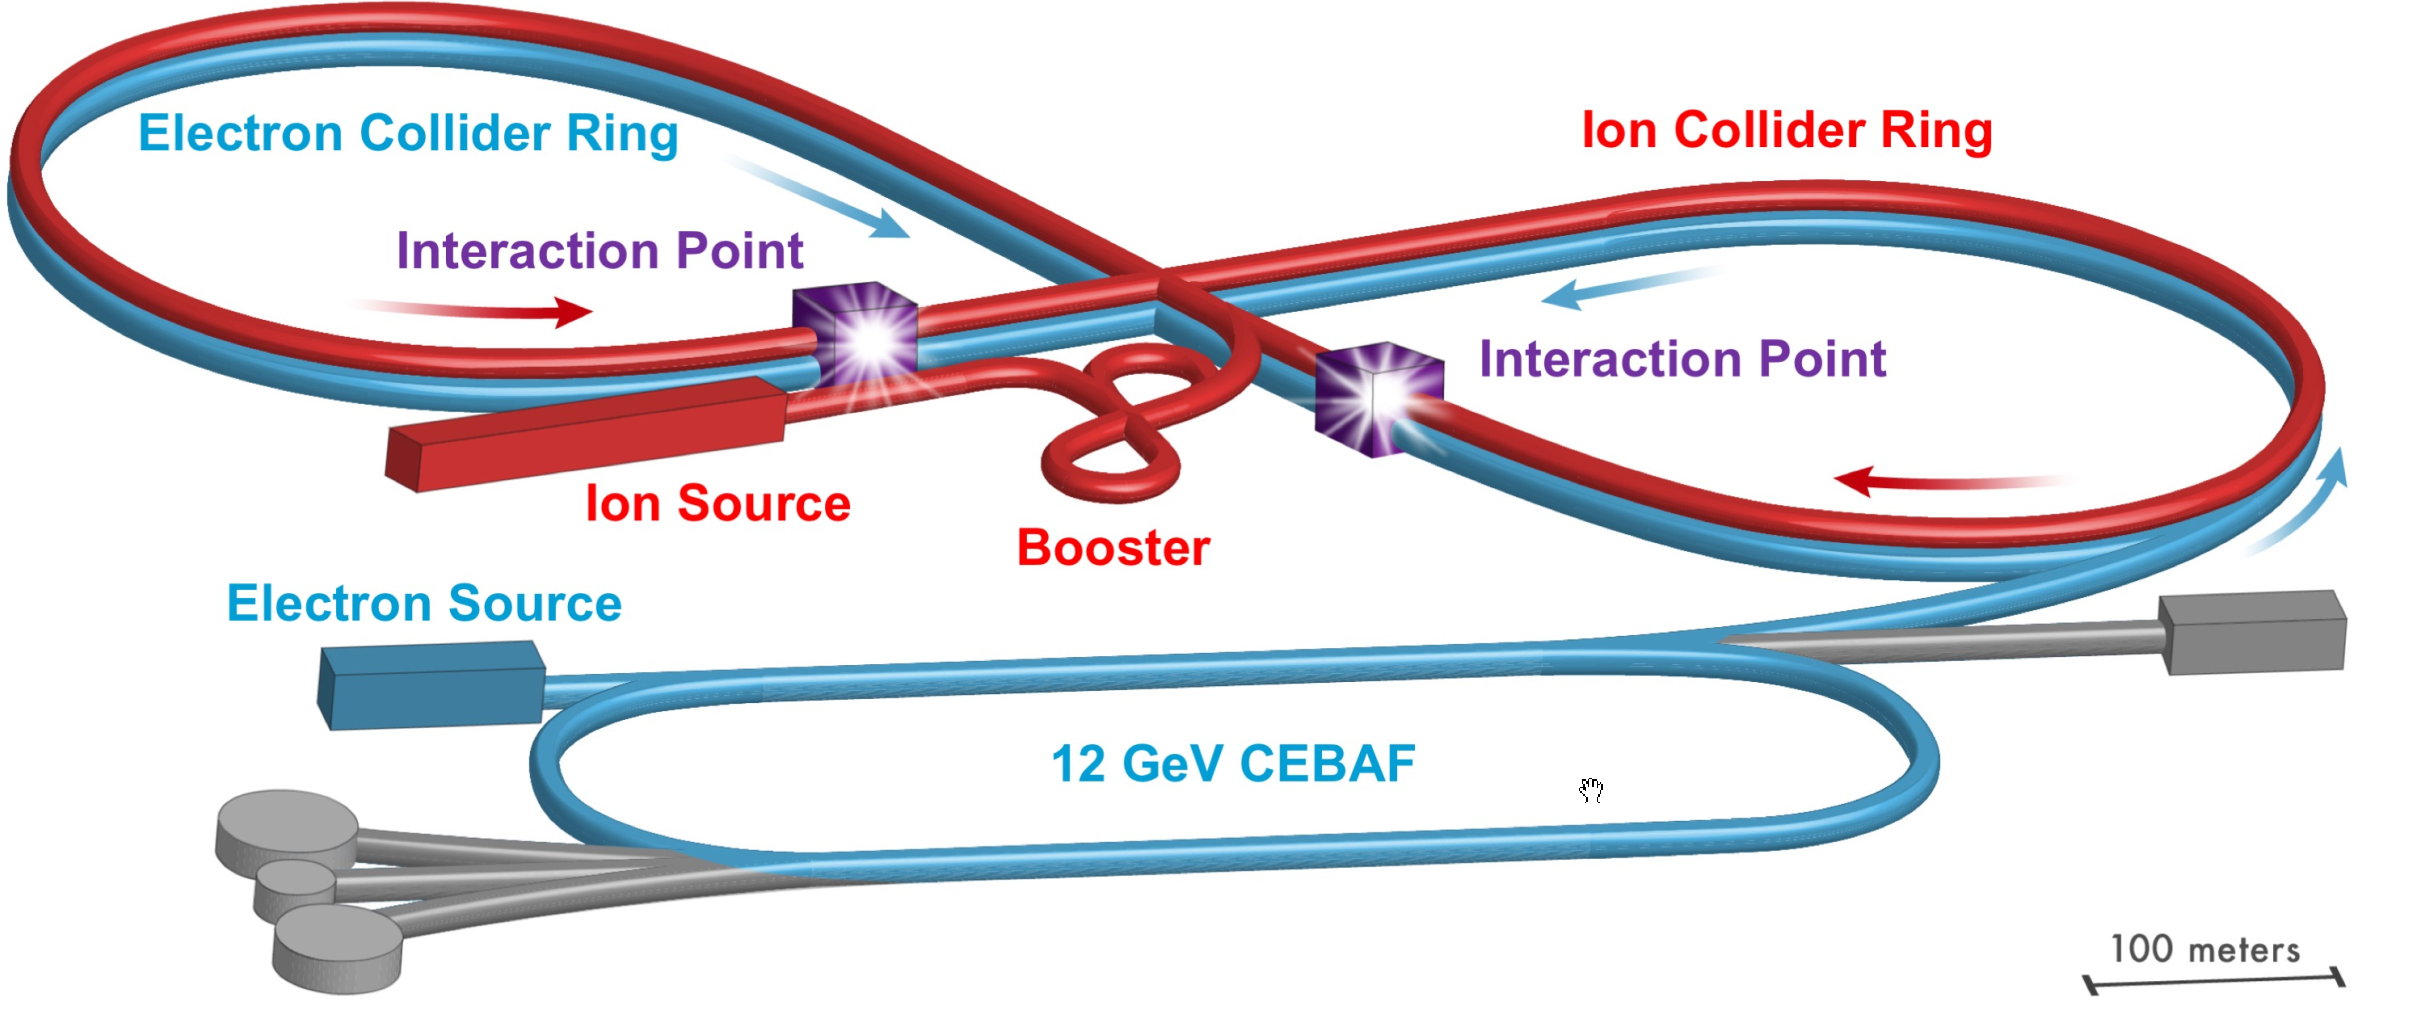 Electron Collider Ring
Ion Collider Ring
Interaction Point
Interaction Point
Ion Source
Booster
Electron Source
12 GeV CEBAF
100 meters